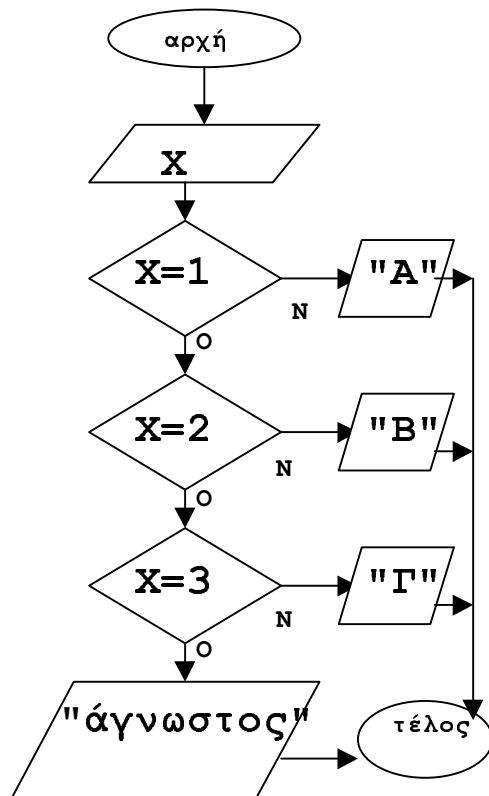 αρχή
X
X=1
"Α"
Ν
Ο
X=2
"Β"
Ν
Ο
X=3
"Γ"
Ν
Ο
"άγνωστος"
τέλος